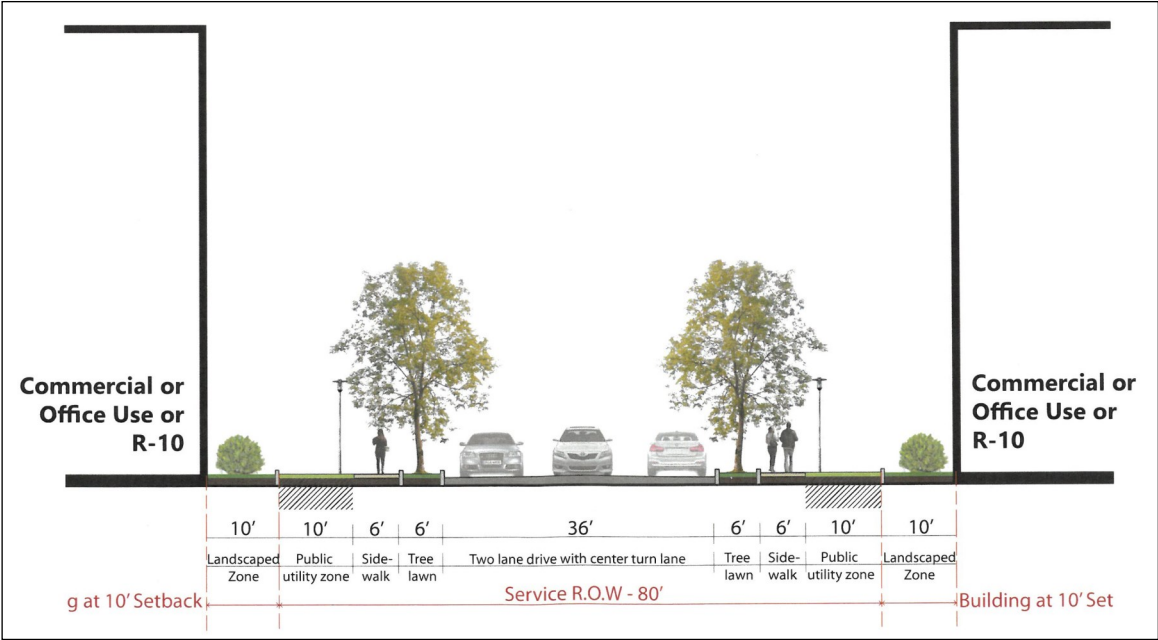 Commercial or
Office Use or
R-10
Commercial or
Office Use or
R-10
10’ 10’ 6’ 6’ 36’ 6’ 6’ 10’ 10’
Landscaped Zone
Public utility zone
Side-walk
Tree lawn
Two lane drive with center turn lane
Tree lawn
Side-walk
Public utility zone
Landscaped Zone
g at 10’ Setback
Service R.O.W - 80’
Building at 10’ Set